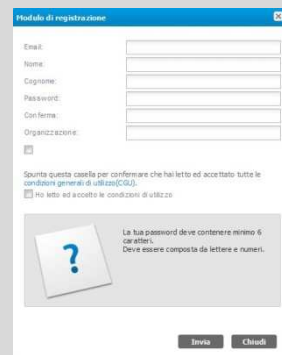 Modulo di registrazione
Email:
Nome:
Cognome:
Password:
Conferma:
Organizzazione:
Spunta questa casella per confermare che hai letto ed accettato tutte le
condizioni generali di utilizzo(CGU).
Ho letto ed accetto le condizioni di utilizzo
?
La tua password deve contenere minimo 6
caratteri.
Deve essere composta da lettere e numeri.
Invia Chiudi